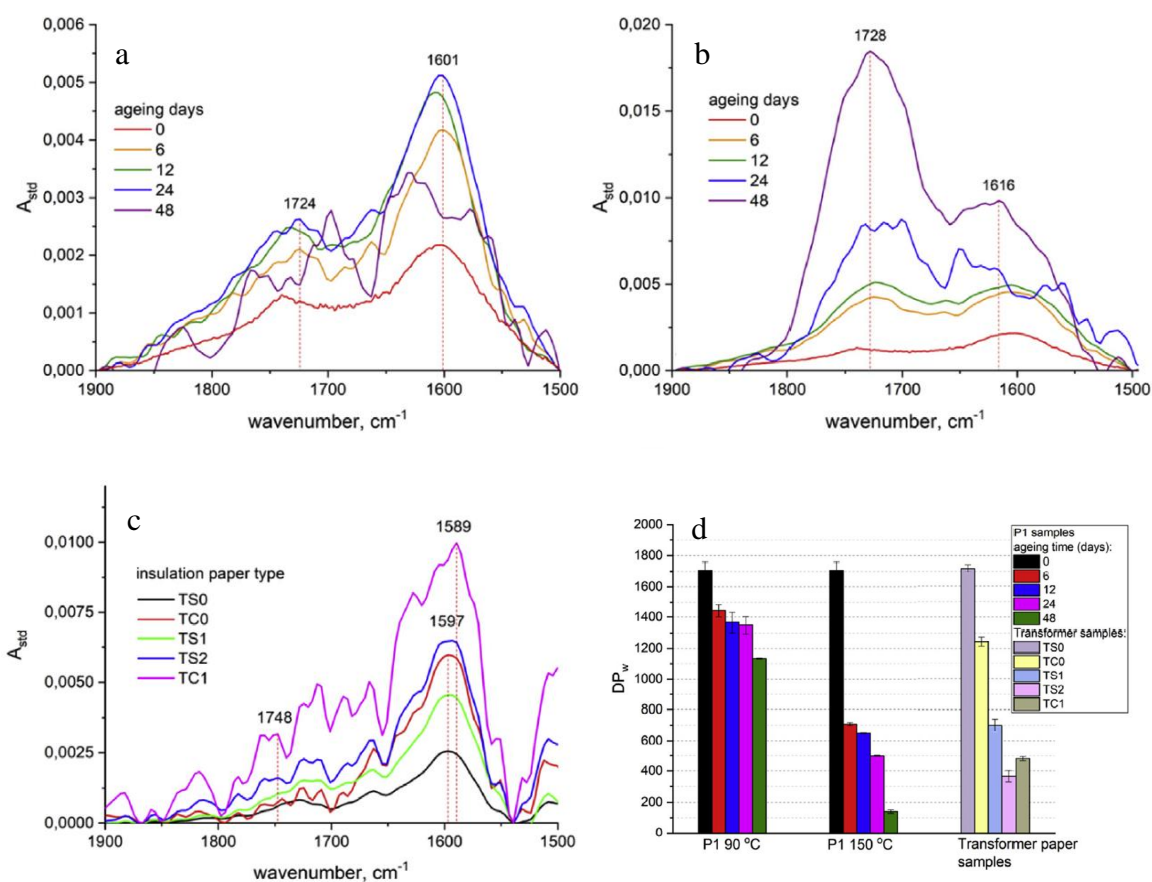 a
0,006
0,005
0,004
0,003
0,002
0,001
0,000
A_std
ageing days
0
6
12
24
48
1601
1724
1900 1800 1700 1600 1500
wavenumber, cm⁻¹
b
0,020
0,015
0,010
0,005
0,000
A_std
ageing days
0
6
12
24
48
1728
1616
1900 1800 1700 1600 1500
wavenumber, cm⁻¹
c
0,0100
0,0075
0,0050
0,0025
0,0000
A_std
insulation paper type
TS0
TC0
TS1
TS2
TC1
1589
1597
1748
1900 1800 1700 1600 1500
wavenumber, cm⁻¹
d
2000
1800
1600
1400
1200
1000
800
600
400
200
0
DP_w
P1 samples
ageing time (days):
0
6
12
24
48
Transformer samples:
TS0
TC0
TS1
TS2
TC1
P1 90 ºC P1 150 ºC Transformer paper
samples